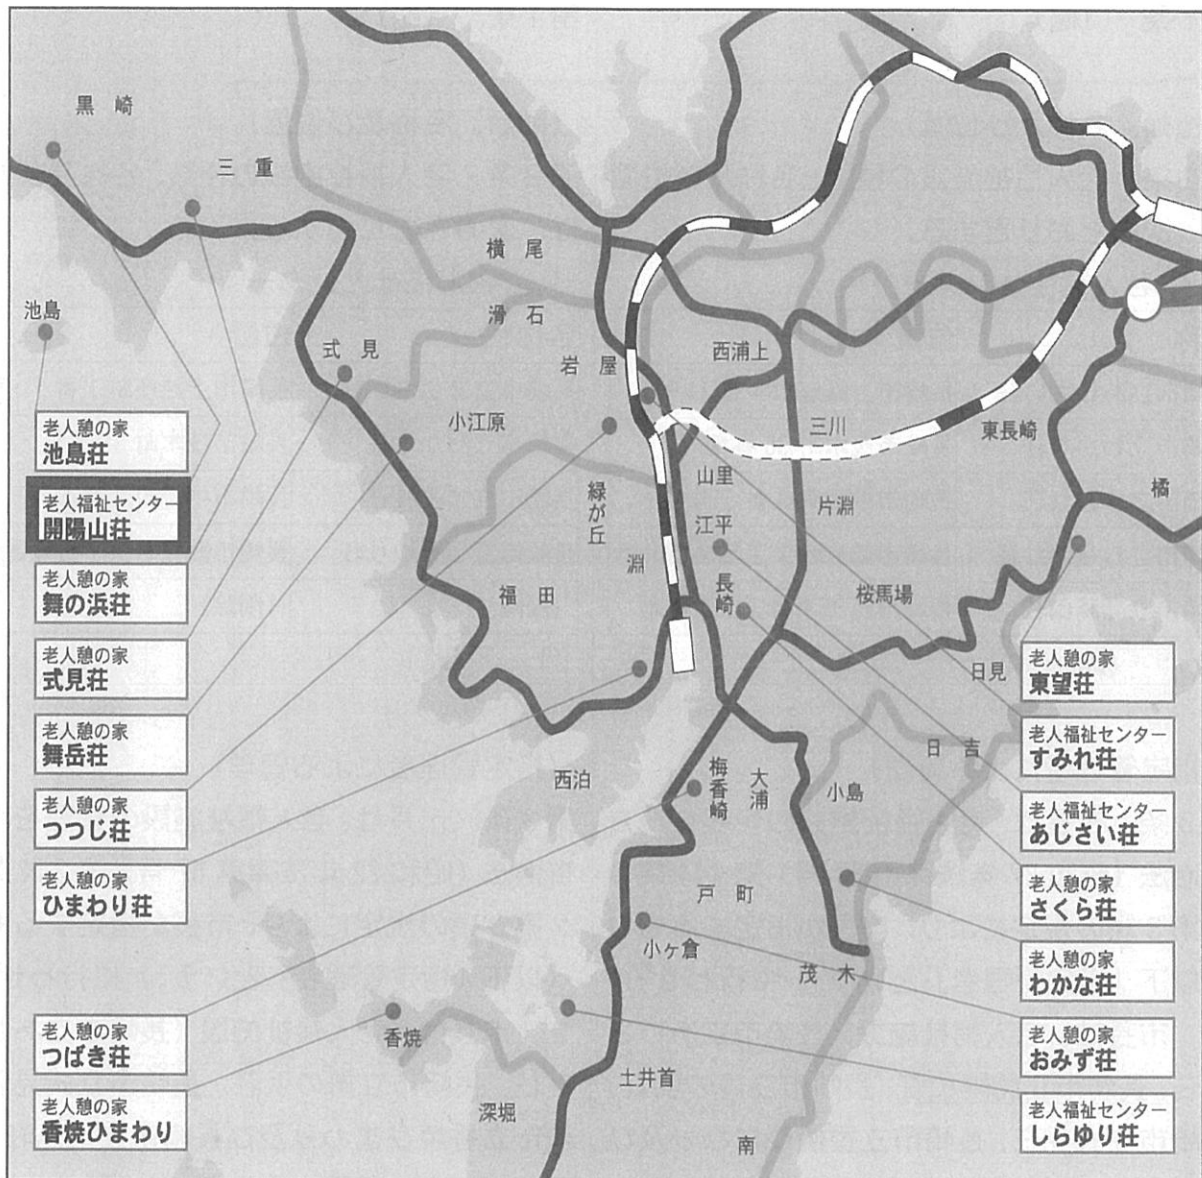 黒崎
三重
池島
横尾
滑石
式見
岩屋
西浦上
小江原
三川
東長崎
山里
緑が丘
片淵
橘
江平
淵
福田
長崎
桜馬場
日見
日吉
西泊
梅香崎
大浦
小島
戸町
小ヶ倉
茂木
香焼
土井首
深堀
南
老人憩の家
池島荘
老人福祉センター
開陽山荘
老人憩の家
舞の浜荘
老人憩の家
式見荘
老人憩の家
舞岳荘
老人憩の家
つつじ荘
老人憩の家
ひまわり荘
老人憩の家
つばき荘
老人憩の家
香焼ひまわり
老人憩の家
東望荘
老人福祉センター
すみれ荘
老人福祉センター
あじさい荘
老人憩の家
さくら荘
老人憩の家
わかな荘
老人憩の家
おみず荘
老人福祉センター
しらゆり荘